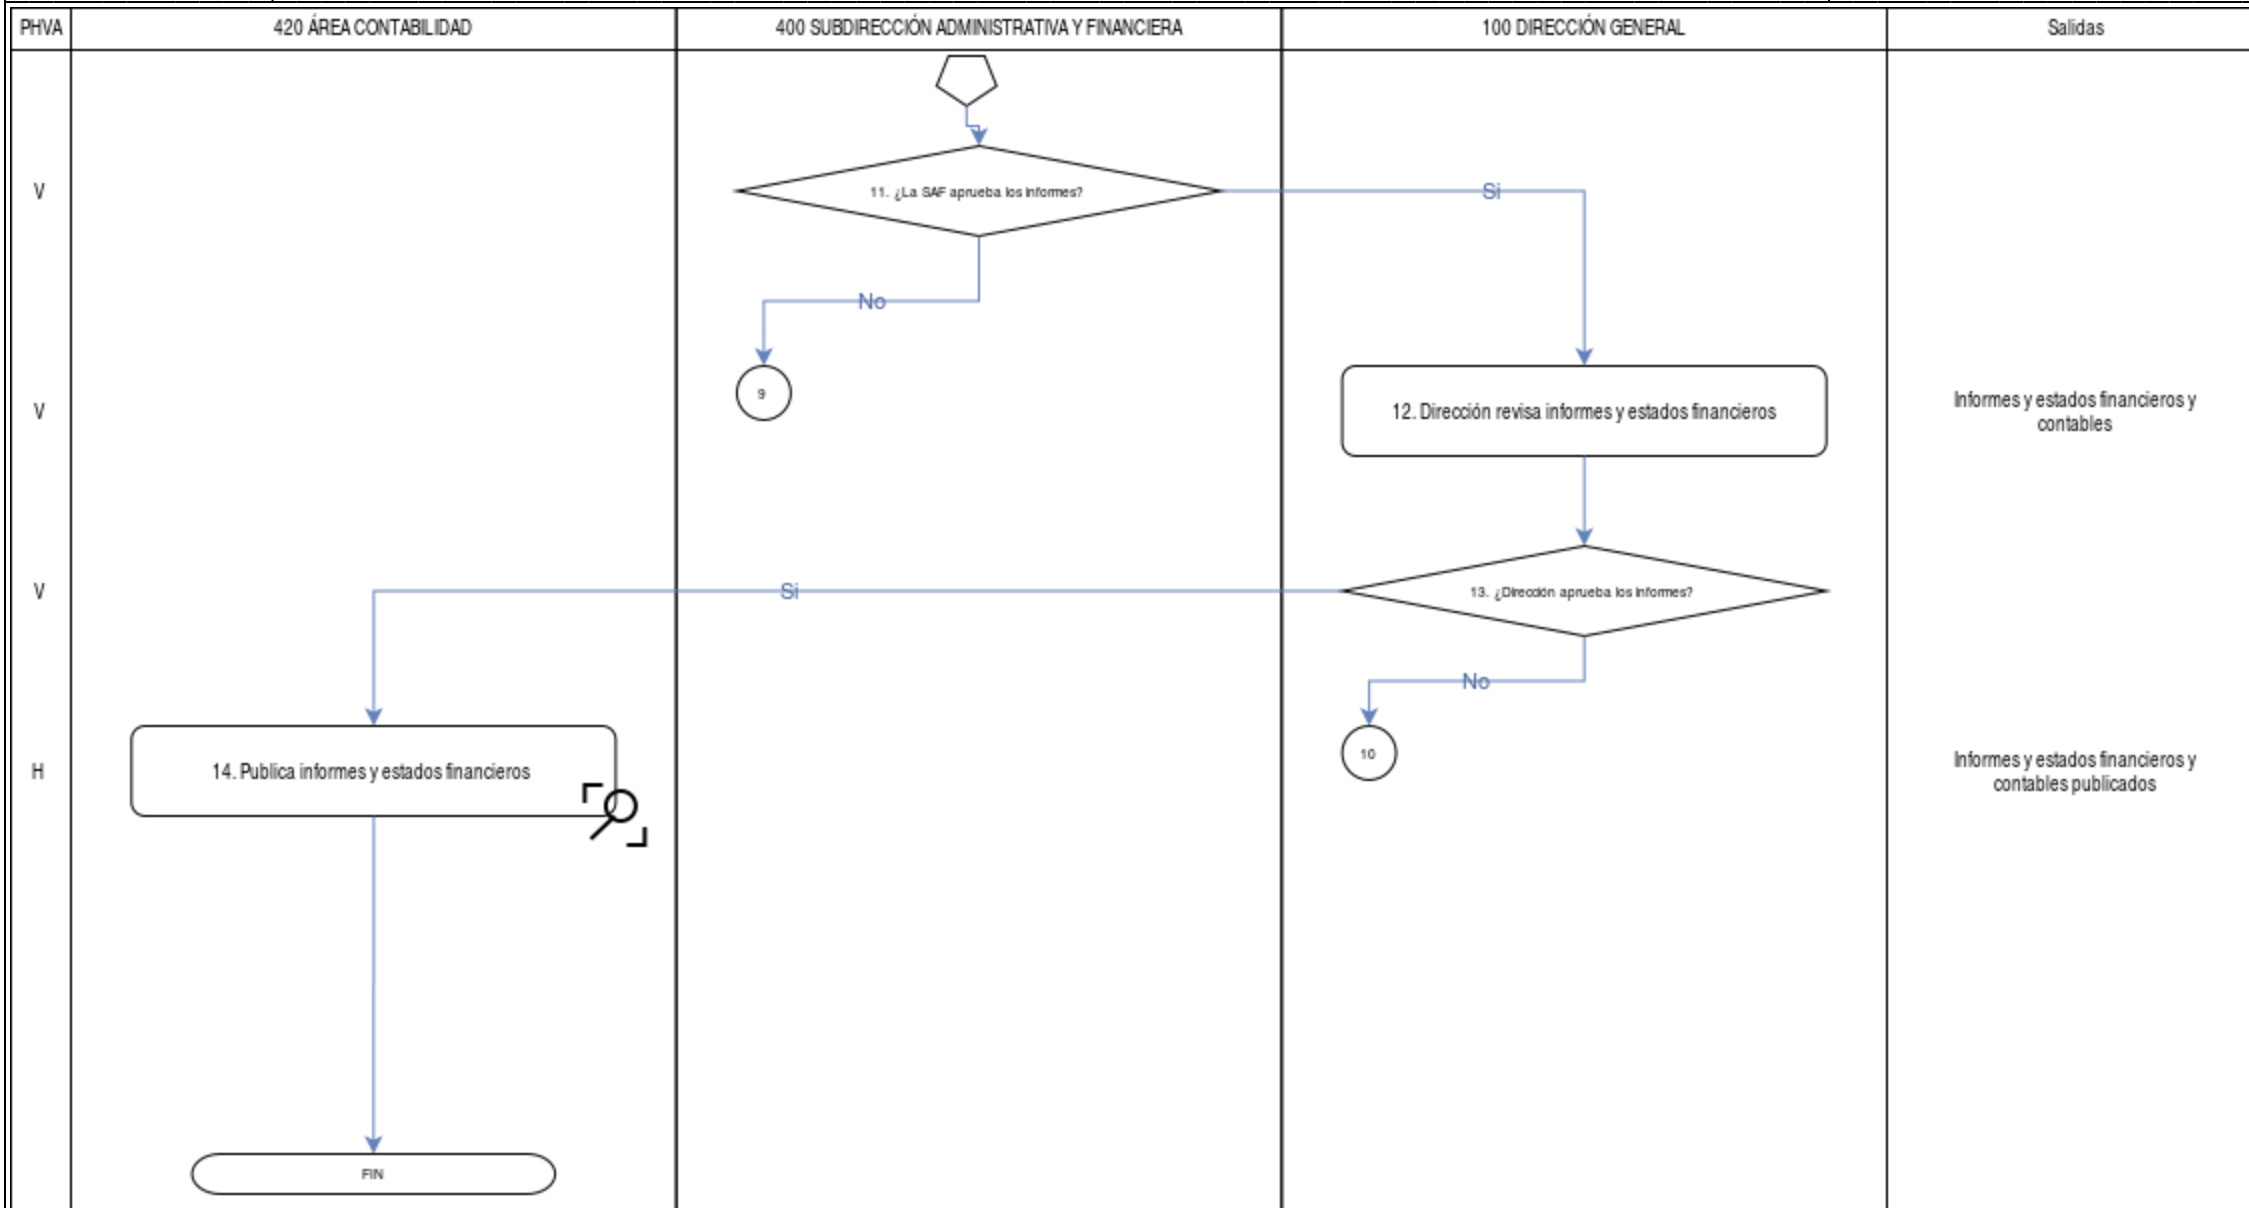 PHVA
420 ÁREA CONTABILIDAD
400 SUBDIRECCIÓN ADMINISTRATIVA Y FINANCIERA
100 DIRECCIÓN GENERAL
Salidas
V
11. ¿La SAF aprueba los informes?
Si
No
V
9
12. Dirección revisa informes y estados financieros
Informes y estados financieros y
contables
V
Si
13. ¿Dirección aprueba los informes?
No
H
14. Publica informes y estados financieros
10
Informes y estados financieros y
contables publicados
FIN